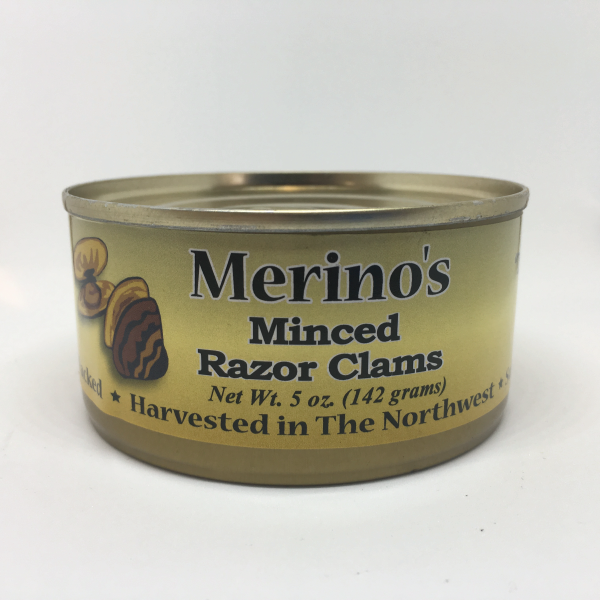 Merino's
Minced
Razor Clams
Net Wt. 5 oz. (142 grams)
★ Harvested in The Northwest ★